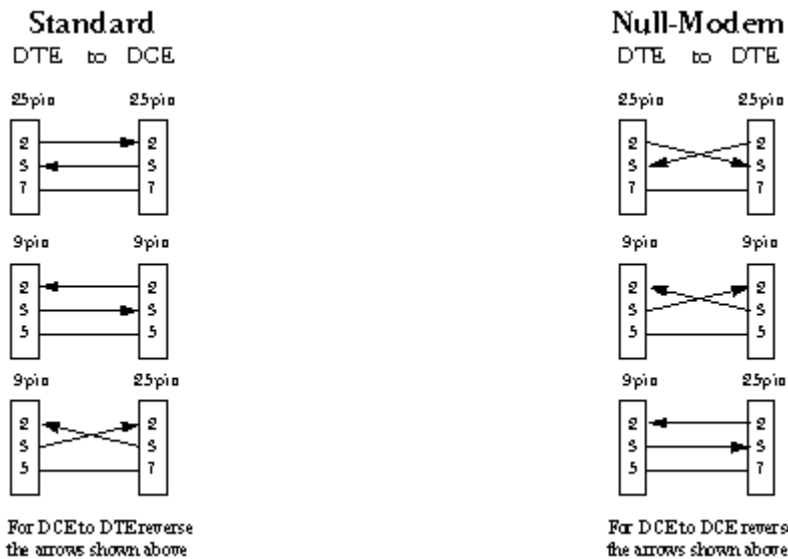 Standard
DTE to DCE
25pin 25pin
2 2
3 3
7 7
9pin 9pin
2 2
3 3
5 5
9pin 25pin
2 2
3 3
5 7
For DCE to DTE reverse
the arrows shown above
Null-Modem
DTE to DTE
25pin 25pin
2 2
3 3
7 7
9pin 9pin
2 2
3 3
5 5
9pin 25pin
2 2
3 3
5 7
For DCE to DCE revers
the arrows shown above